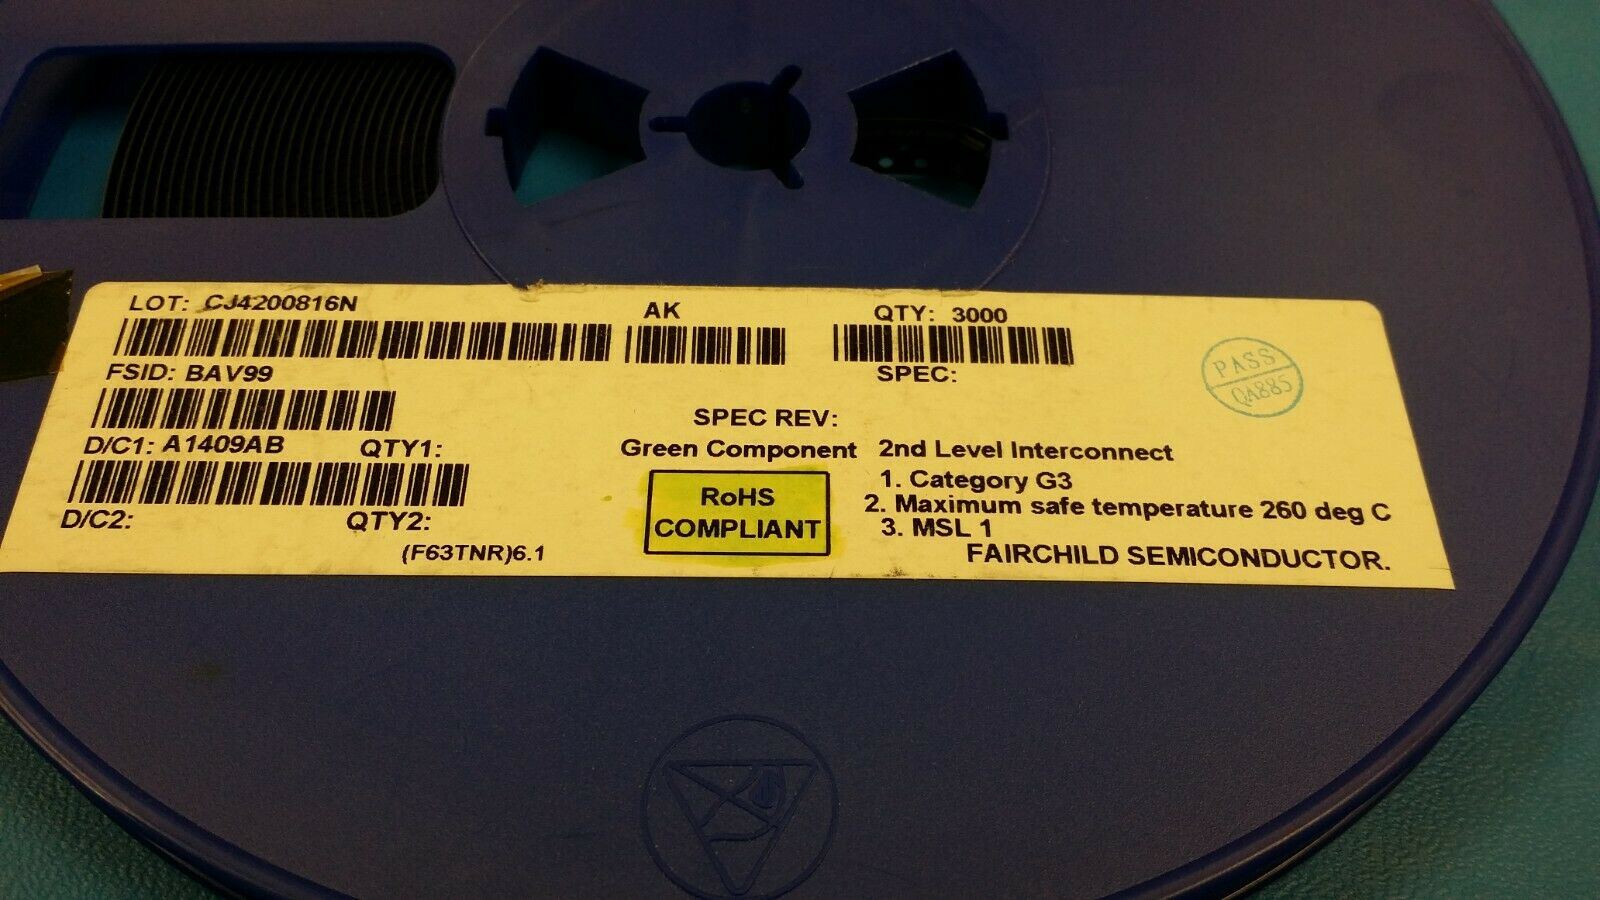 LOT: CJ4200816N
AK
QTY: 3000
FSID: BAV99
SPEC:
PASS
QA885
SPEC REV:
D/C1: A1409AB QTY1:
Green Component
2nd Level Interconnect
1. Category G3
RoHS
COMPLIANT
2. Maximum safe temperature 260 deg C
3. MSL 1
D/C2: QTY2:
(F63TNR)6.1
FAIRCHILD SEMICONDUCTOR.